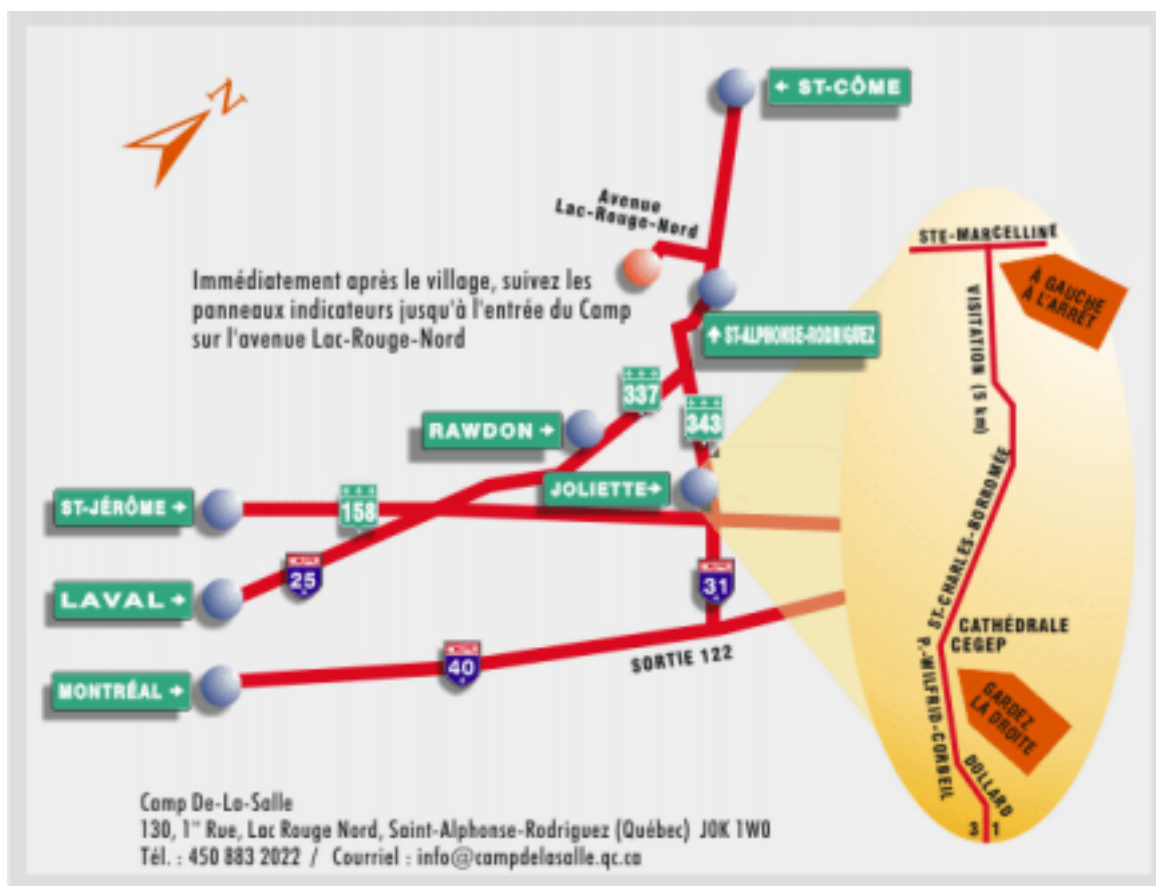 N
← ST-CÔME
Avenue
Lac-Rouge-Nord
STE-MARCELLINE
À GAUCHE
À L'ARRÊT
Immédiatement après le village, suivez les
panneaux indicateurs jusqu'à l'entrée du Camp
sur l'avenue Lac-Rouge-Nord
↑ ST-ALPHONSE-RODRIGUEZ
VISITATION (5 km)
337
343
RAWDON →
JOLIETTE →
ST-JÉRÔME →
158
ST-CHARLES-BORROMÉE
25
31
LAVAL →
CATHÉDRALE
CEGEP
SORTIE 122
40
MONTRÉAL →
P.-WILFRID-CORBEIL
GARDEZ
LA DROITE
DOLLARD
31
Camp De-La-Salle
130, 1re Rue, Lac Rouge Nord, Saint-Alphonse-Rodriguez (Québec) J0K 1W0
Tél. : 450 883 2022 / Courriel : info@campdelasalle.qc.ca